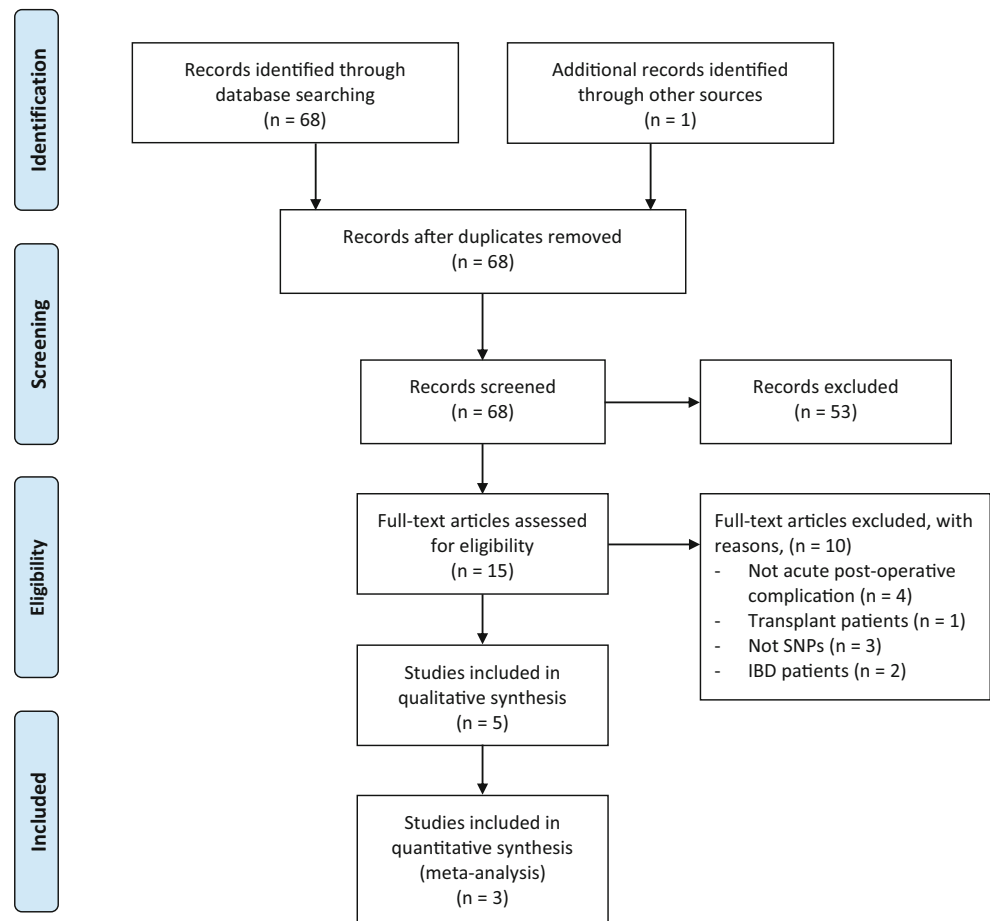 Identification
Records identified through
database searching
(n = 68)
Additional records identified
through other sources
(n = 1)
Records after duplicates removed
(n = 68)
Screening
Records screened
(n = 68)
Records excluded
(n = 53)
Eligibility
Full-text articles assessed
for eligibility
(n = 15)
Full-text articles excluded, with
reasons, (n = 10)
- Not acute post-operative
complication (n = 4)
- Transplant patients (n = 1)
- Not SNPs (n = 3)
- IBD patients (n = 2)
Studies included in
qualitative synthesis
(n = 5)
Included
Studies included in
quantitative synthesis
(meta-analysis)
(n = 3)